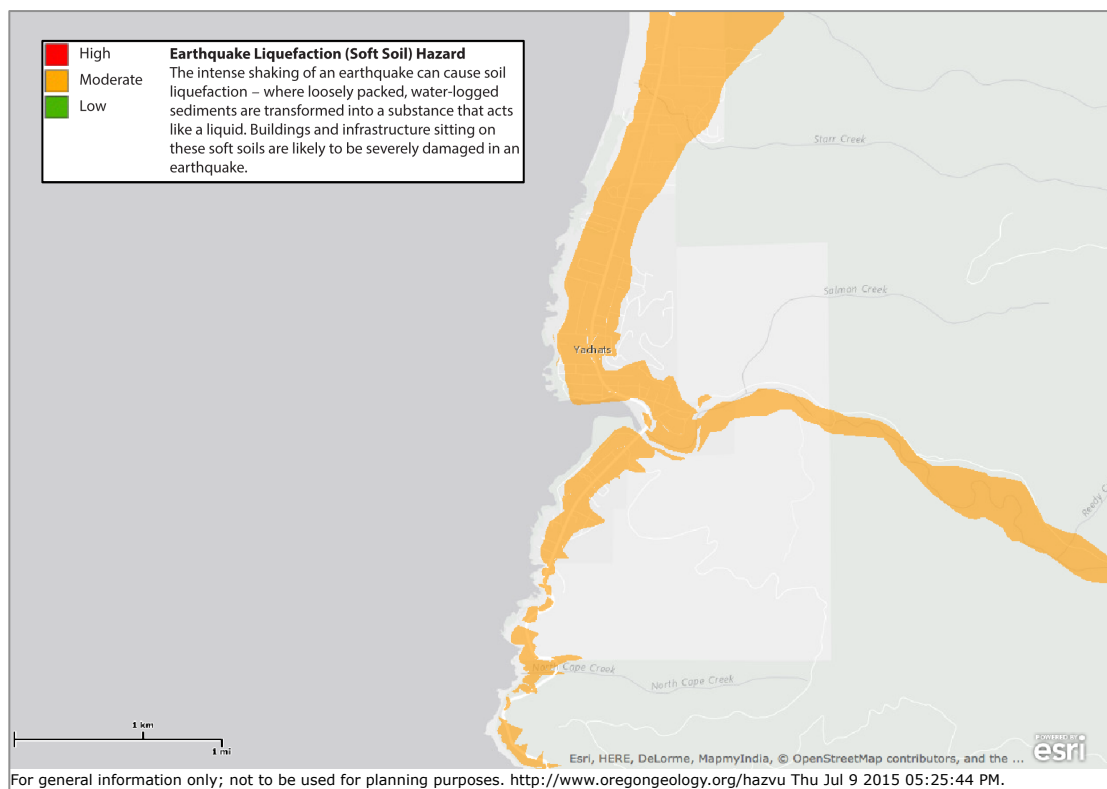 High
Moderate
Low
Earthquake Liquefaction (Soft Soil) Hazard
The intense shaking of an earthquake can cause soil
liquefaction – where loosely packed, water-logged
sediments are transformed into a substance that acts
like a liquid. Buildings and infrastructure sitting on
these soft soils are likely to be severely damaged in an
earthquake.
Starr Creek
Salmon Creek
Yachats
Reedy C
North Cape Creek
North Cape Creek
1 km
1 mi
POWERED BY
esri
Esri, HERE, DeLorme, MapmyIndia, © OpenStreetMap contributors, and the ...
For general information only; not to be used for planning purposes. http://www.oregongeology.org/hazvu Thu Jul 9 2015 05:25:44 PM.